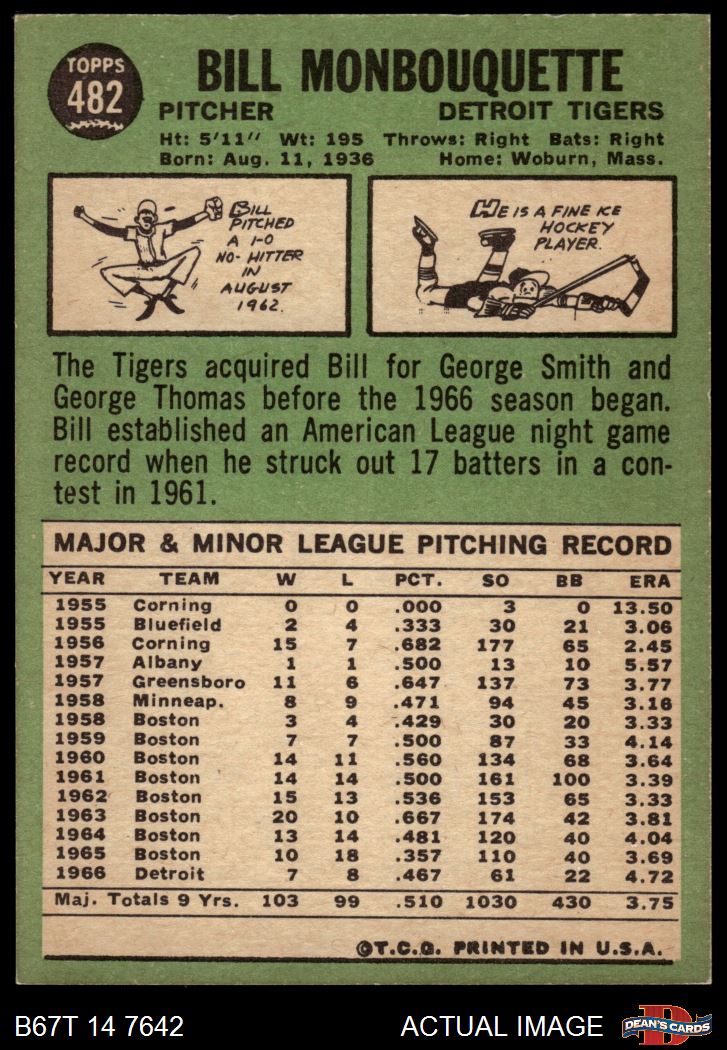 TOPPS
482
BILL MONBOUQUETTE
PITCHER DETROIT TIGERS
Ht: 5'11" Wt: 195 Throws: Right Bats: Right
Born: Aug. 11, 1936 Home: Woburn, Mass.
BILL
PITCHED
A 1-0
NO-HITTER
IN
AUGUST
1962.
HE IS A FINE ICE
HOCKEY
PLAYER.
The Tigers acquired Bill for George Smith and
George Thomas before the 1966 season began.
Bill established an American League night game
record when he struck out 17 batters in a con-
test in 1961.
MAJOR & MINOR LEAGUE PITCHING RECORD
YEAR TEAM W L PCT. SO BB ERA
1955 Corning 0 0 .000 3 0 13.50
1955 Bluefield 2 4 .333 30 21 3.06
1956 Corning 15 7 .682 177 65 2.45
1957 Albany 1 1 .500 13 10 5.57
1957 Greensboro 11 6 .647 137 73 3.77
1958 Minneap. 8 9 .471 94 45 3.16
1958 Boston 3 4 .429 30 20 3.33
1959 Boston 7 7 .500 87 33 4.14
1960 Boston 14 11 .560 134 68 3.64
1961 Boston 14 14 .500 161 100 3.39
1962 Boston 15 13 .536 153 65 3.33
1963 Boston 20 10 .667 174 42 3.81
1964 Boston 13 14 .481 120 40 4.04
1965 Boston 10 18 .357 110 40 3.69
1966 Detroit 7 8 .467 61 22 4.72
Maj. Totals 9 Yrs. 103 99 .510 1030 430 3.75
©T.C.G. PRINTED IN U.S.A.
B67T 14 7642 ACTUAL IMAGE
D
DEAN'S CARDS